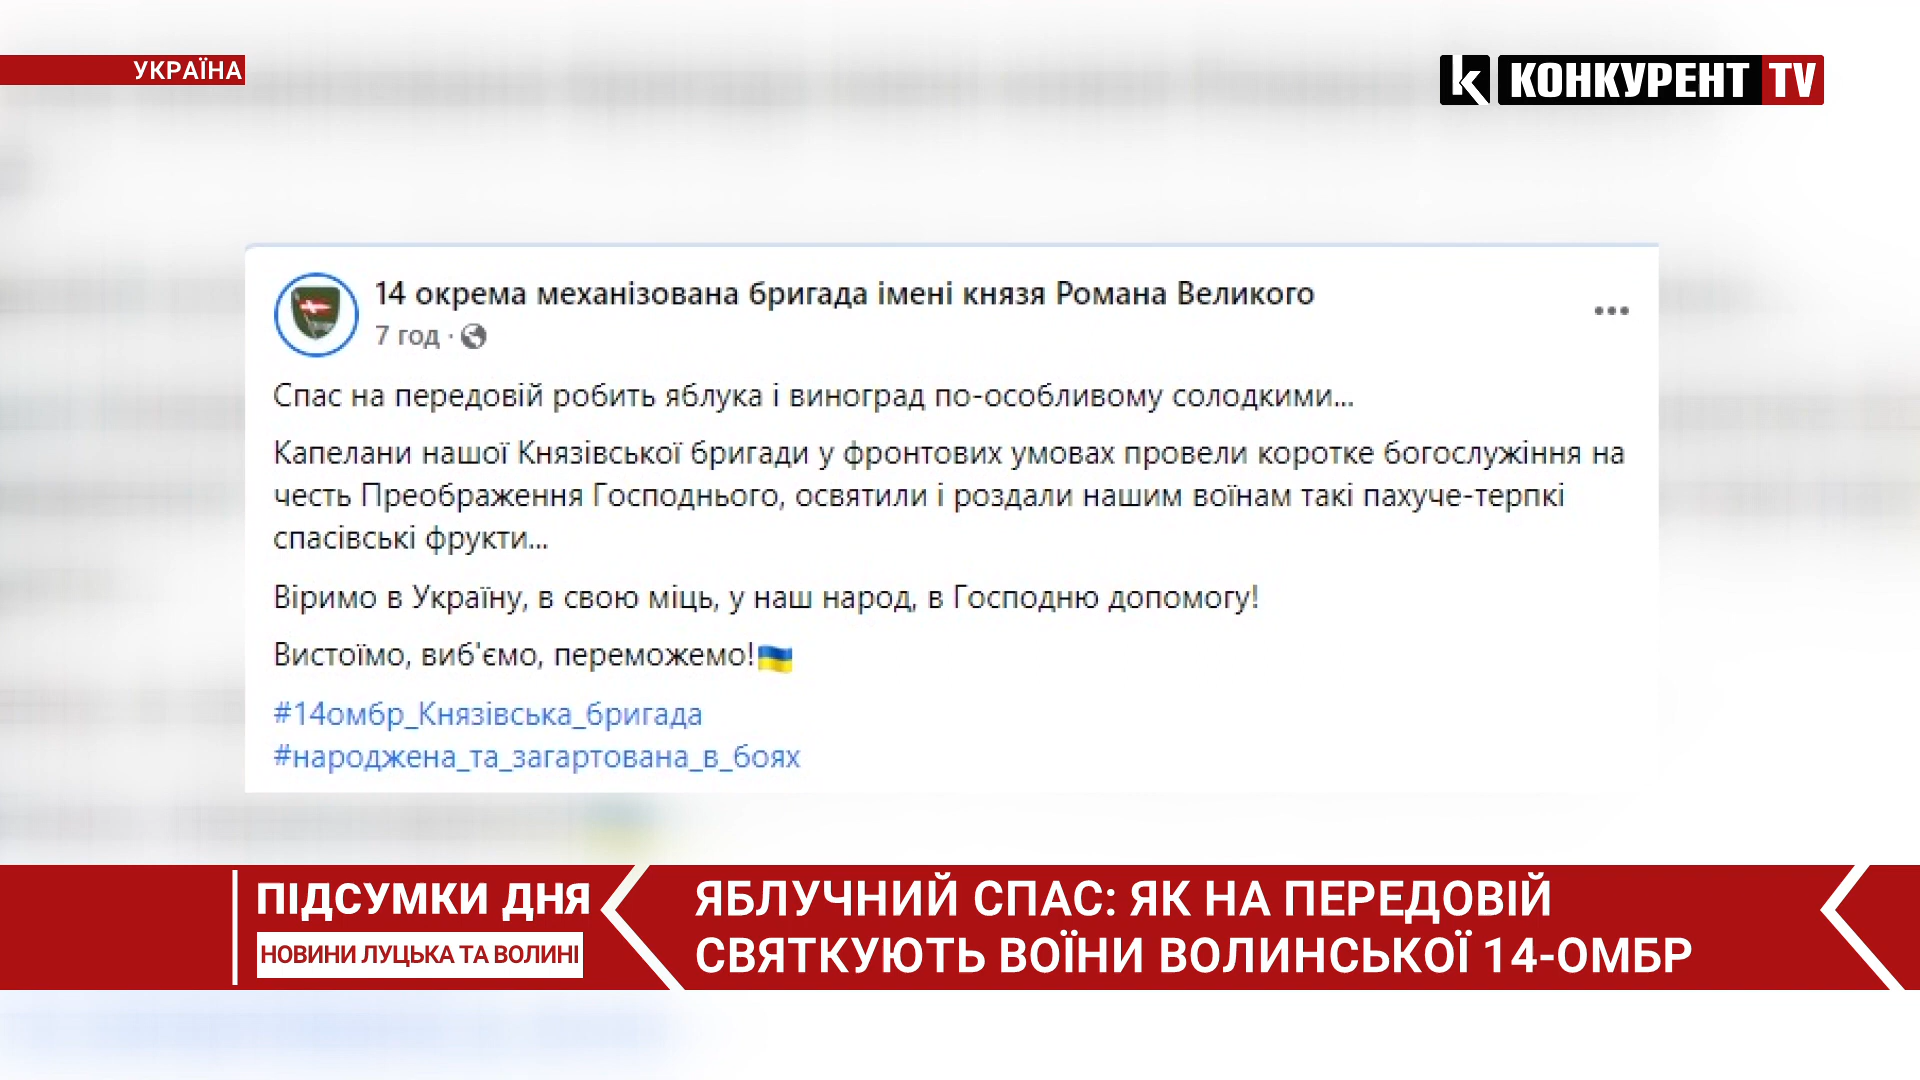 УКРАЇНА
КОНКУРЕНТ TV
14 окрема механізована бригада імені князя Романа Великого
7 год ·
Спас на передовій робить яблука і виноград по-особливому солодкими...
Капелани нашої Князівської бригади у фронтових умовах провели коротке богослужіння на
честь Преображення Господнього, освятили і роздали нашим воїнам такі пахуче-терпкі
спасівські фрукти...
Віримо в Україну, в свою міць, у наш народ, в Господню допомогу!
Вистоїмо, виб'ємо, переможемо!🇺🇦
#14омбр_Князівська_бригада
#народжена_та_загартована_в_боях
ПІДСУМКИ ДНЯ
НОВИНИ ЛУЦЬКА ТА ВОЛИНІ
ЯБЛУЧНИЙ СПАС: ЯК НА ПЕРЕДОВІЙ
СВЯТКУЮТЬ ВОЇНИ ВОЛИНСЬКОЇ 14-ОМБР